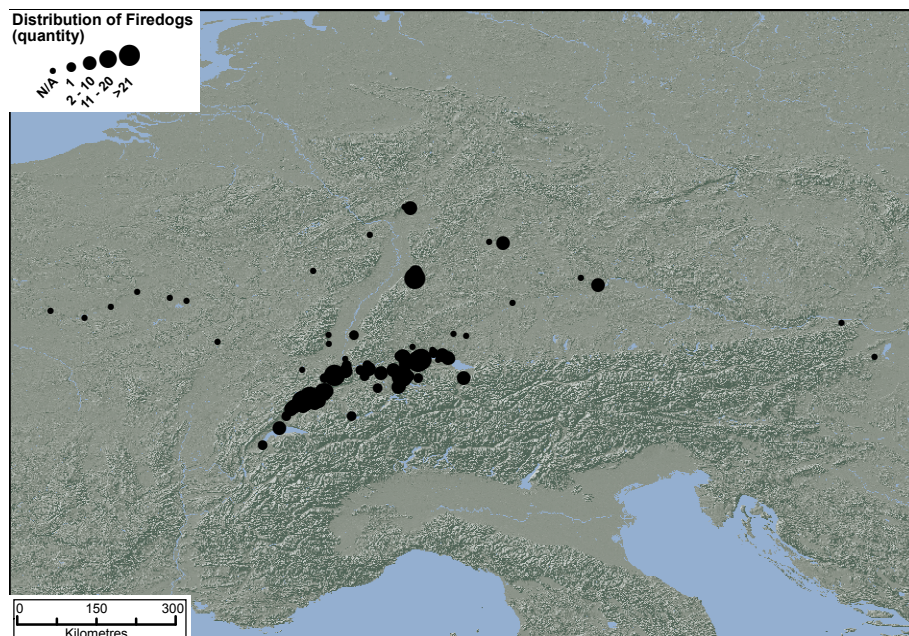 Distribution of Firedogs
(quantity)
N/A
1
2 - 10
11 - 20
>21
0 150 300
Kilometres